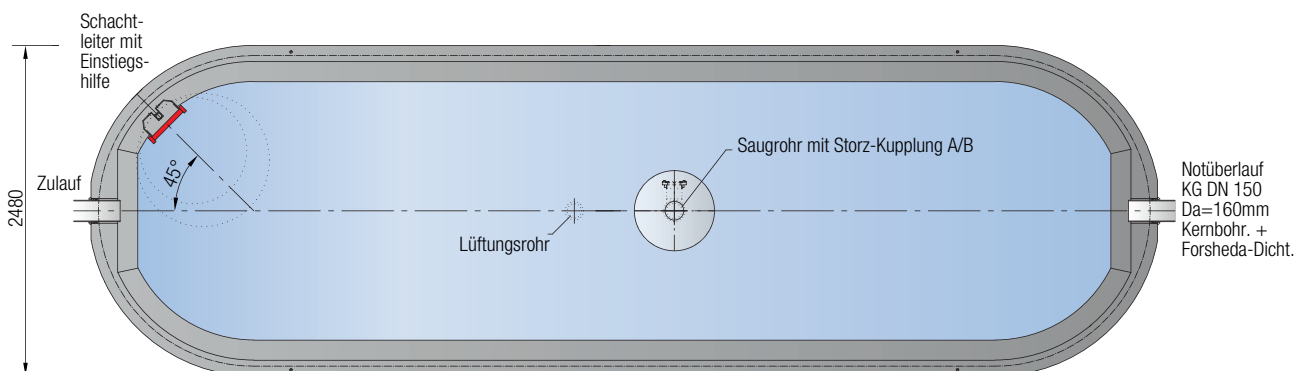 Schacht-
leiter mit
Einstiegs-
hilfe
45°
Zulauf
2480
Lüftungsrohr
Saugrohr mit Storz-Kupplung A/B
Notüberlauf
KG DN 150
Da=160mm
Kernbohr. +
Forsheda-Dicht.